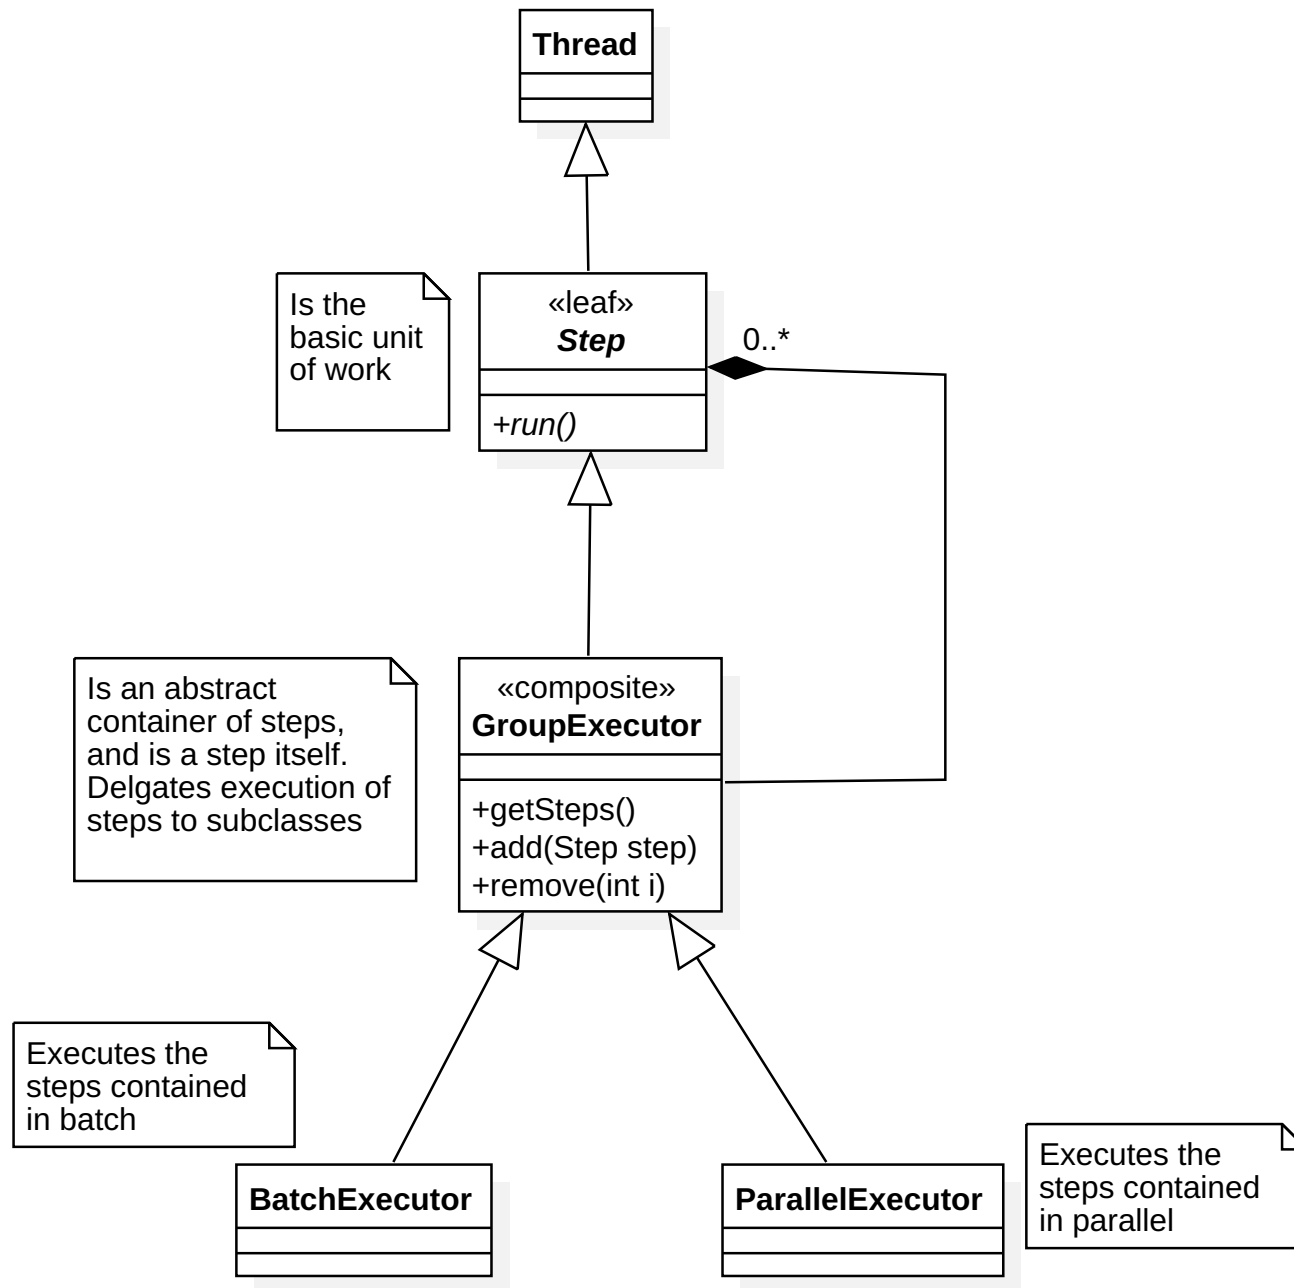 Thread
Is the
basic unit
of work
«leaf»
Step
0..*
+run()
Is an abstract
container of steps,
and is a step itself.
Delgates execution of
steps to subclasses
«composite»
GroupExecutor
+getSteps()
+add(Step step)
+remove(int i)
Executes the
steps contained
in batch
BatchExecutor
ParallelExecutor
Executes the
steps contained
in parallel